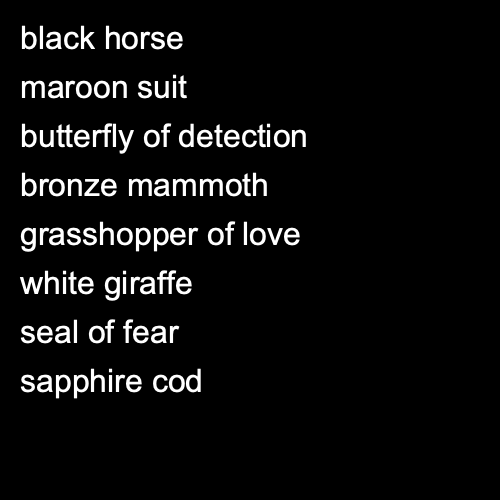 black horse
maroon suit
butterfly of detection
bronze mammoth
grasshopper of love
white giraffe
seal of fear
sapphire cod